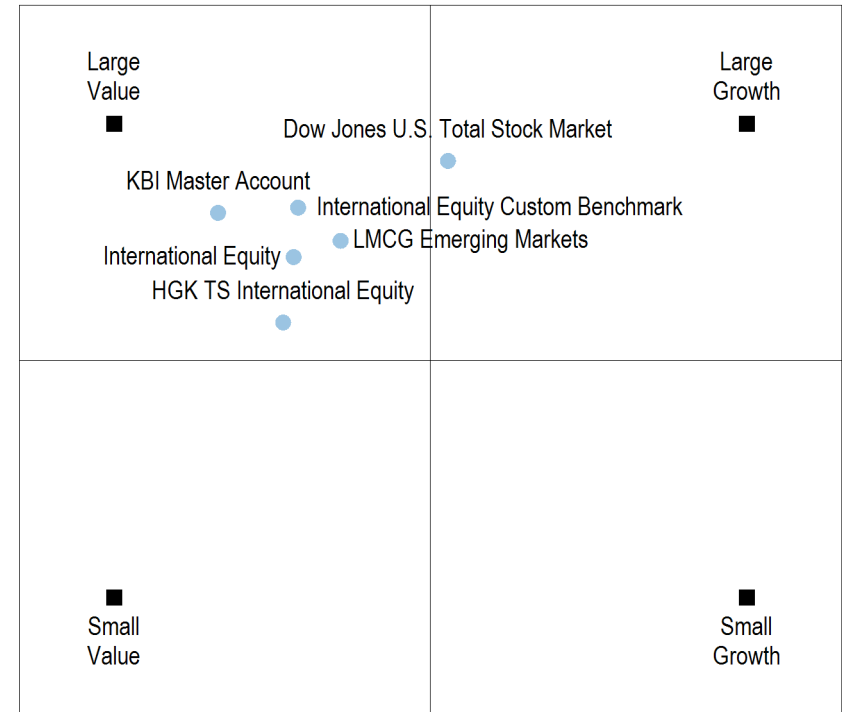 Large
Value
Large
Growth
Dow Jones U.S. Total Stock Market
KBI Master Account
International Equity Custom Benchmark
LMCG Emerging Markets
International Equity
HGK TS International Equity
Small
Value
Small
Growth